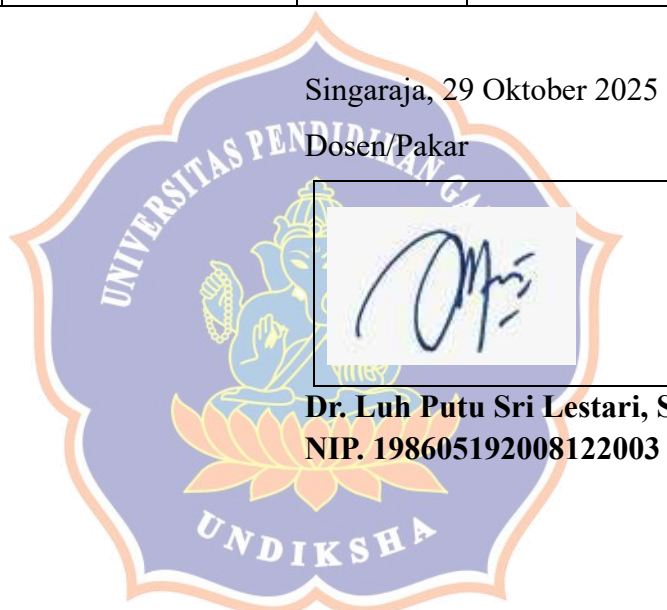 Singaraja, 29 Oktober 2025
Dosen/Pakar
UNIVERSITAS PENDIDIKAN GA
Dr. Luh Putu Sri Lestari, S
NIP. 198605192008122003
UNDIKSHA